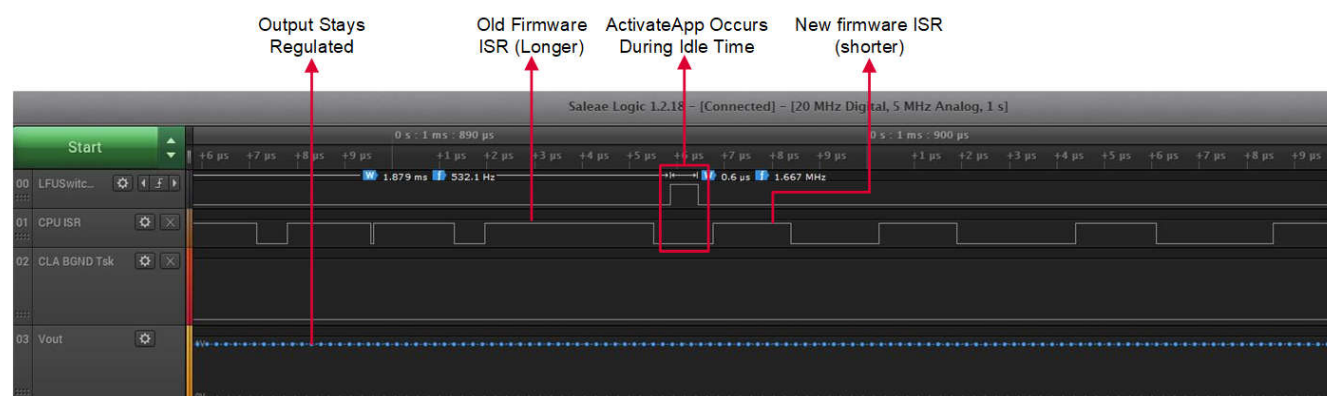 Output Stays
Regulated
Old Firmware
ISR (Longer)
ActivateApp Occurs
During Idle Time
New firmware ISR
(shorter)
Saleae Logic 1.2.18 - [Connected] - [20 MHz Digital, 5 MHz Analog, 1 s]
Start
0 s : 1 ms : 890 µs
0 s : 1 ms : 900 µs
+6 µs +7 µs +8 µs +9 µs +1 µs +2 µs +3 µs +4 µs +5 µs +6 µs +7 µs +8 µs +9 µs +1 µs +2 µs +3 µs +4 µs +5 µs +6 µs +7 µs +8 µs +9 µs
00 LFUSwitc...
W 1.879 ms f 532.1 Hz
W 0.6 µs f 1.667 MHz
01 CPU ISR
02 CLA BGND Tsk
03 Vout